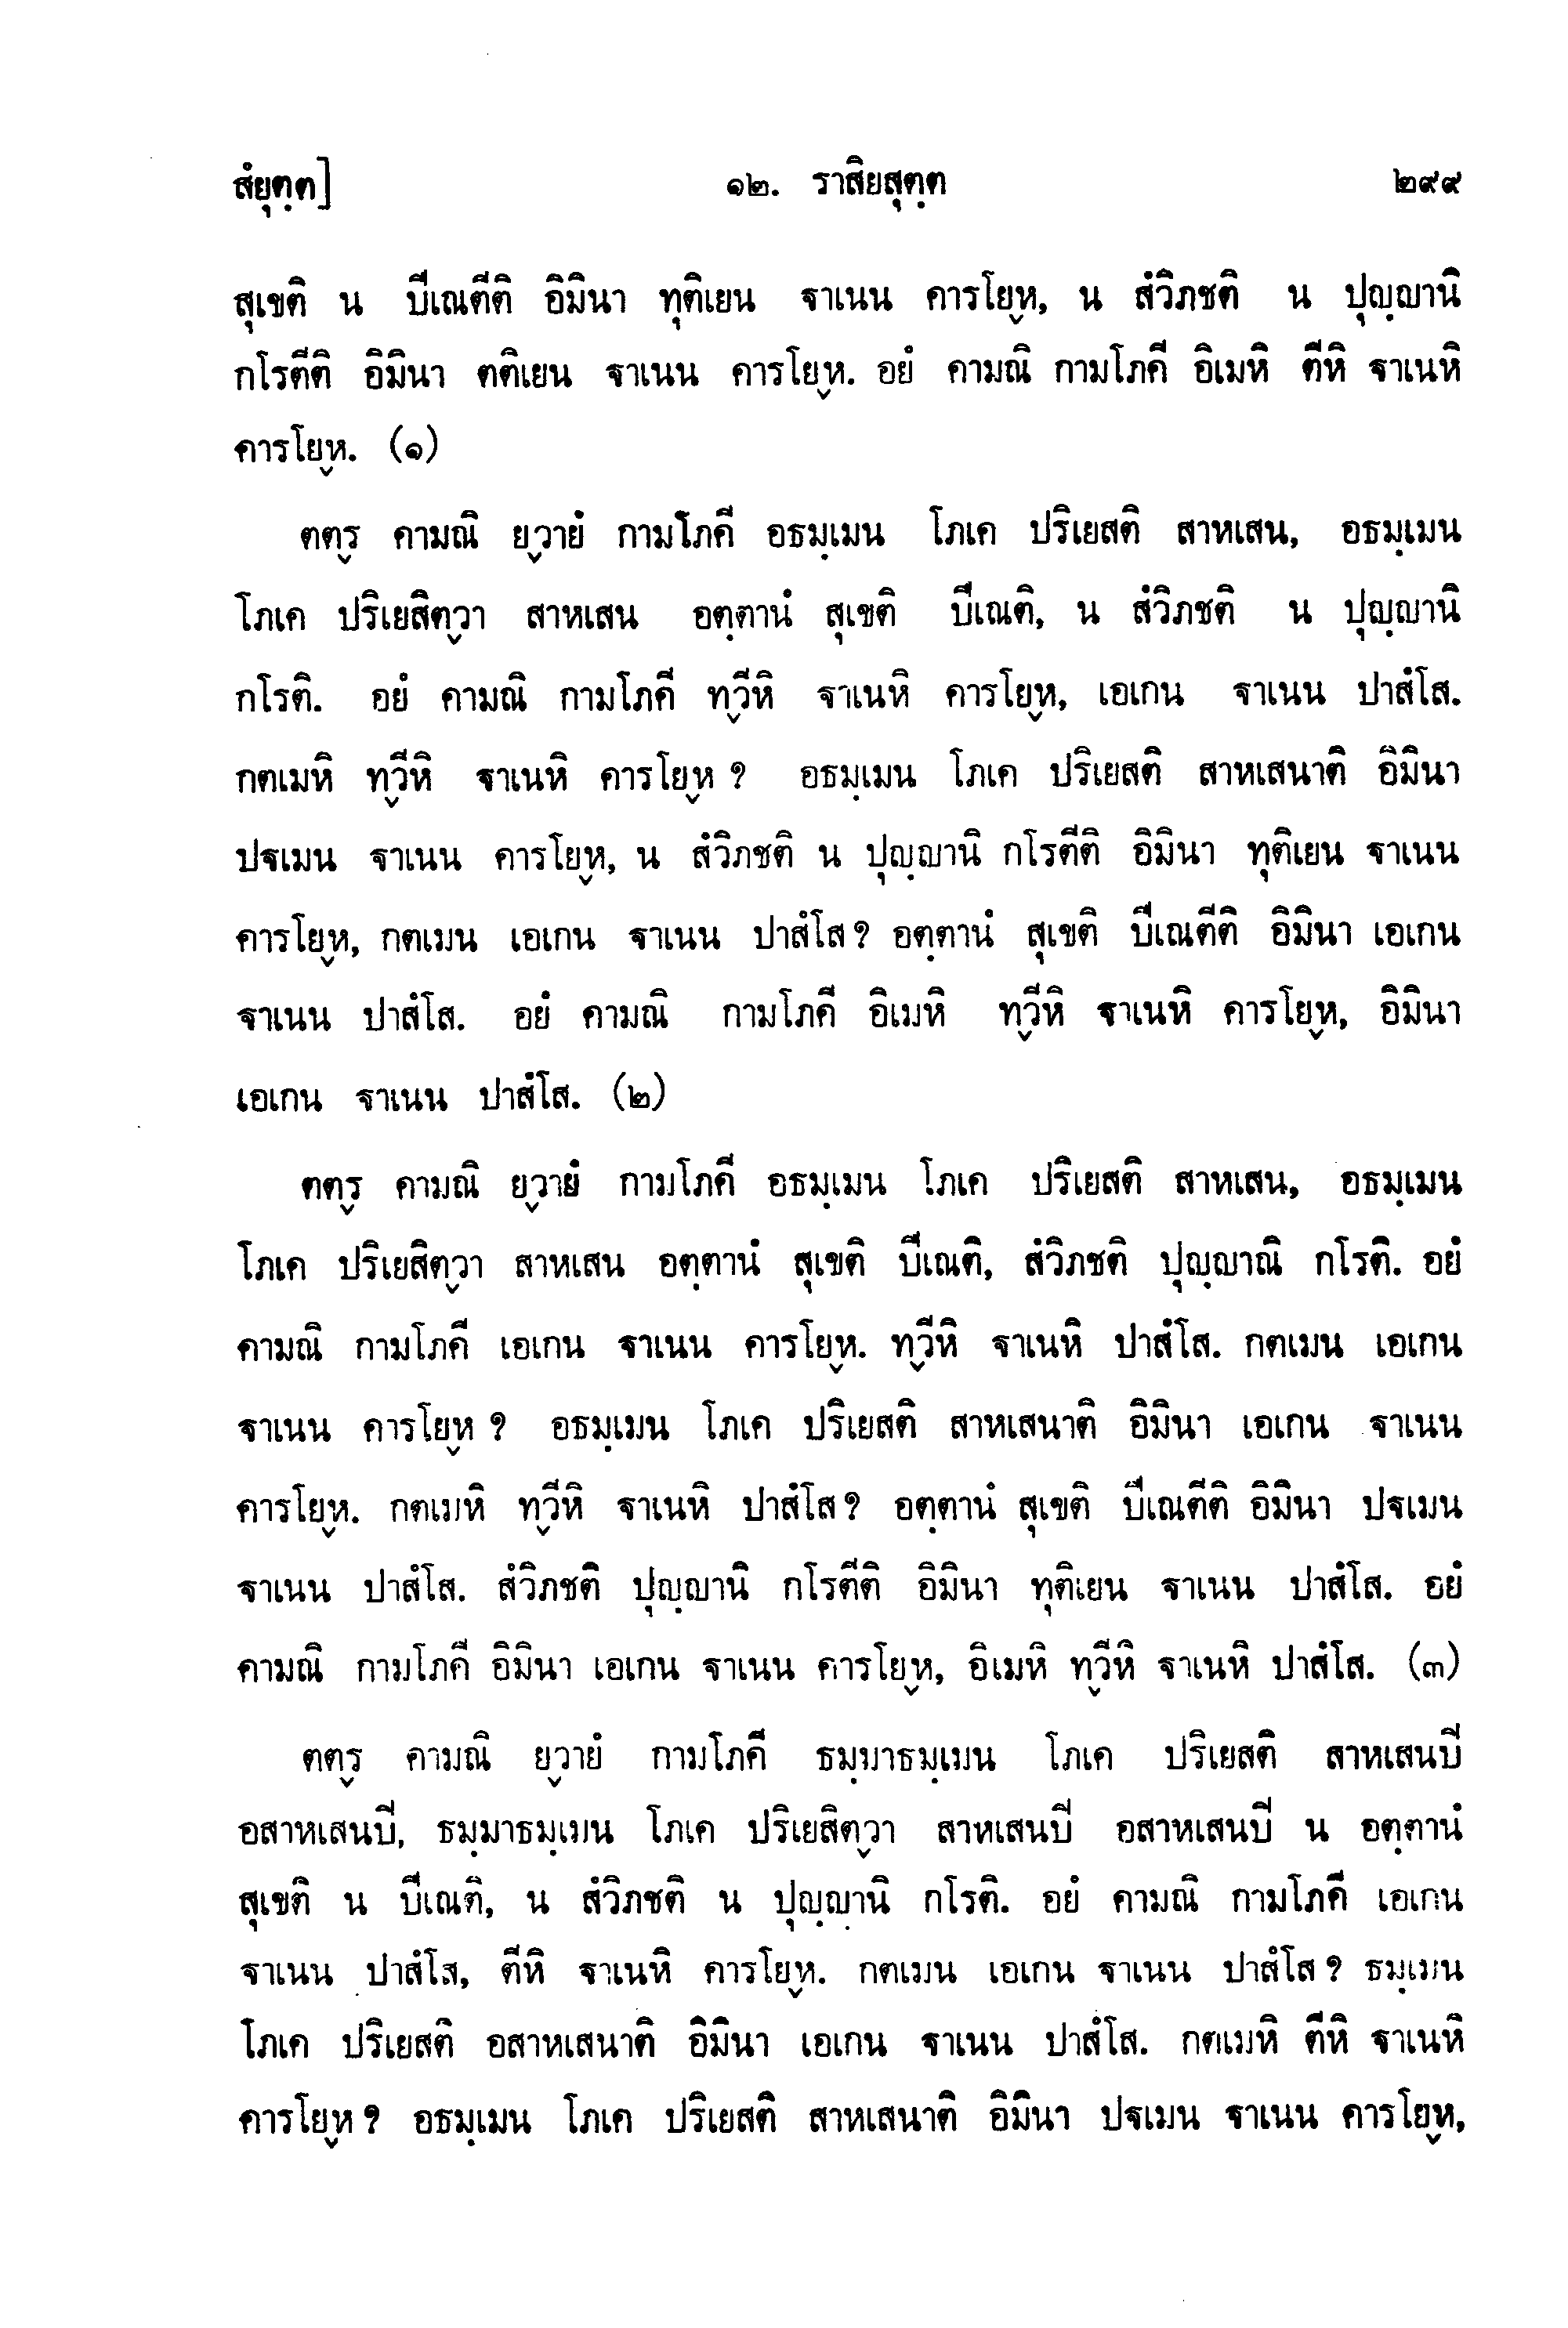 สํยุตฺต] ๑๒. ราสิยสุตฺต ๒๙๙
สุเขติ น ปีเณตีติ อิมินา ทุติเยน ฐาเนน คารโย๎ห, น สํวิภชติ น ปุญฺญานิ
กโรตีติ อิมินา ตติเยน ฐาเนน คารโย๎ห. อยํ คามณิ กามโภคี อิเมหิ ตีหิ ฐาเนหิ
คารโย๎ห. (๑)
ตต๎ร คามณิ ย๎วายํ กามโภคี อธมฺเมน โภเค ปริเยสติ สาหเสน, อธมฺเมน
โภเค ปริเยสิต๎วา สาหเสน อตฺตานํ สุเขติ ปีเณติ, น สํวิภชติ น ปุญฺญานิ
กโรติ. อยํ คามณิ กามโภคี ท๎วีหิ ฐาเนหิ คารโย๎ห, เอเกน ฐาเนน ปาสํโส.
กตเมหิ ท๎วีหิ ฐาเนหิ คารโย๎ห ? อธมฺเมน โภเค ปริเยสติ สาหเสนาติ อิมินา
ปฐเมน ฐาเนน คารโย๎ห, น สํวิภชติ น ปุญฺญานิ กโรตีติ อิมินา ทุติเยน ฐาเนน
คารโย๎ห, กตเมน เอเกน ฐาเนน ปาสํโส ? อตฺตานํ สุเขติ ปีเณตีติ อิมินา เอเกน
ฐาเนน ปาสํโส. อยํ คามณิ กามโภคี อิเมหิ ท๎วีหิ ฐาเนหิ คารโย๎ห, อิมินา
เอเกน ฐาเนน ปาสํโส. (๒)
ตต๎ร คามณิ ย๎วายํ กามโภคี อธมฺเมน โภเค ปริเยสติ สาหเสน, อธมฺเมน
โภเค ปริเยสิต๎วา สาหเสน อตฺตานํ สุเขติ ปีเณติ, สํวิภชติ ปุญฺญาณิ กโรติ. อยํ
คามณิ กามโภคี เอเกน ฐาเนน คารโย๎ห. ท๎วีหิ ฐาเนหิ ปาสํโส. กตเมน เอเกน
ฐาเนน คารโย๎ห ? อธมฺเมน โภเค ปริเยสติ สาหเสนาติ อิมินา เอเกน ฐาเนน
คารโย๎ห. กตเมหิ ท๎วีหิ ฐาเนหิ ปาสํโส ? อตฺตานํ สุเขติ ปีเณตีติ อิมินา ปฐเมน
ฐาเนน ปาสํโส. สํวิภชติ ปุญฺญานิ กโรตีติ อิมินา ทุติเยน ฐาเนน ปาสํโส. อยํ
คามณิ กามโภคี อิมินา เอเกน ฐาเนน คารโย๎ห, อิเมหิ ท๎วีหิ ฐาเนหิ ปาสํโส. (๓)
ตต๎ร คามณิ ย๎วายํ กามโภคี ธมฺมาธมฺเมน โภเค ปริเยสติ สาหเสนปิ
อสาหเสนปิ, ธมฺมาธมฺเมน โภเค ปริเยสิต๎วา สาหเสนปิ อสาหเสนปิ น อตฺตานํ
สุเขติ น ปีเณติ, น สํวิภชติ น ปุญฺญานิ กโรติ. อยํ คามณิ กามโภคี เอเกน
ฐาเนน ปาสํโส, ตีหิ ฐาเนหิ คารโย๎ห. กตเมน เอเกน ฐาเนน ปาสํโส ? ธมฺเมน
โภเค ปริเยสติ อสาหเสนาติ อิมินา เอเกน ฐาเนน ปาสํโส. กตเมหิ ตีหิ ฐาเนหิ
คารโย๎ห ? อธมฺเมน โภเค ปริเยสติ สาหเสนาติ อิมินา ปฐเมน ฐาเนน คารโย๎ห,